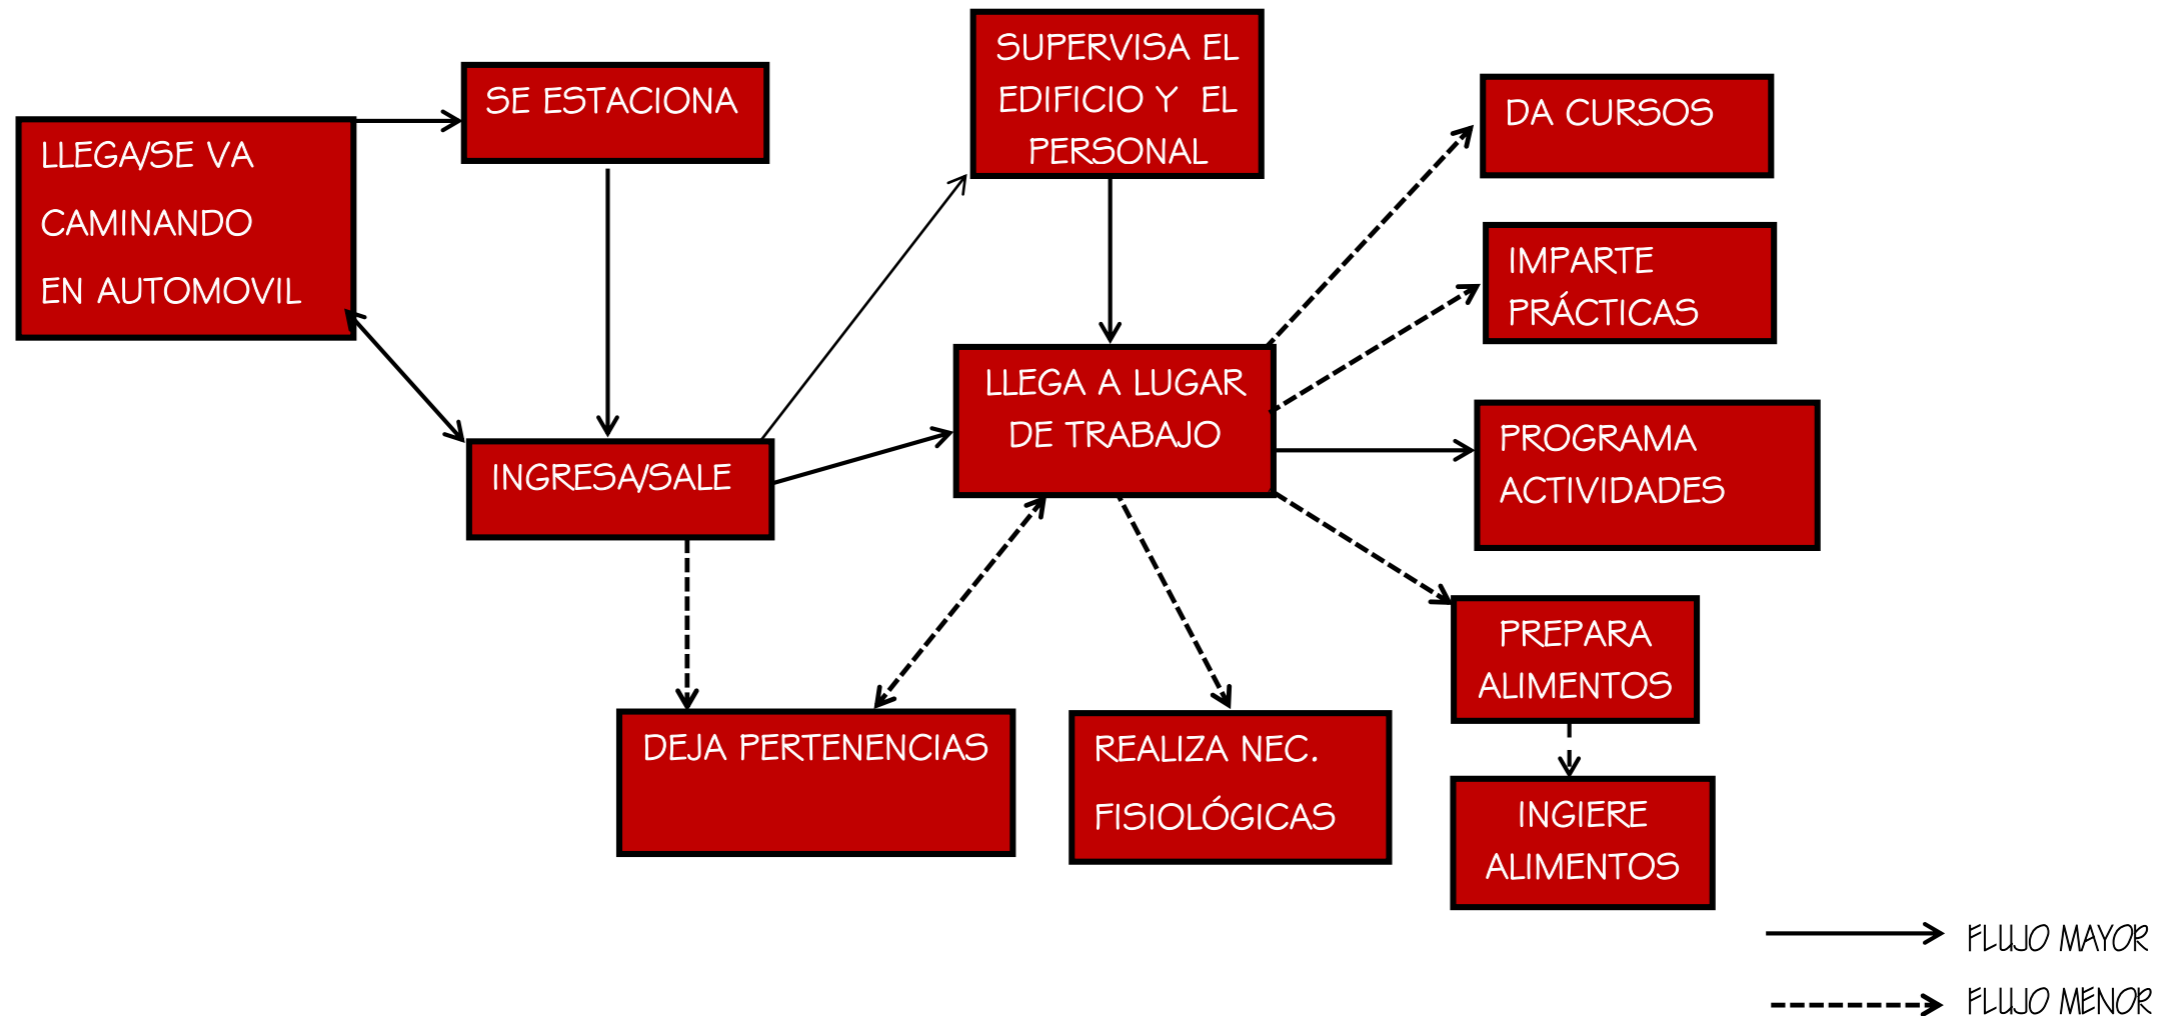 LLEGA/SE VA
CAMINANDO
EN AUTOMOVIL
SE ESTACIONA
INGRESA/SALE
SUPERVISA EL
EDIFICIO Y EL
PERSONAL
LLEGA A LUGAR
DE TRABAJO
DA CURSOS
IMPARTE
PRÁCTICAS
PROGRAMA
ACTIVIDADES
PREPARA
ALIMENTOS
INGIERE
ALIMENTOS
DEJA PERTENENCIAS
REALIZA NEC.
FISIOLÓGICAS
FLUJO MAYOR
FLUJO MENOR